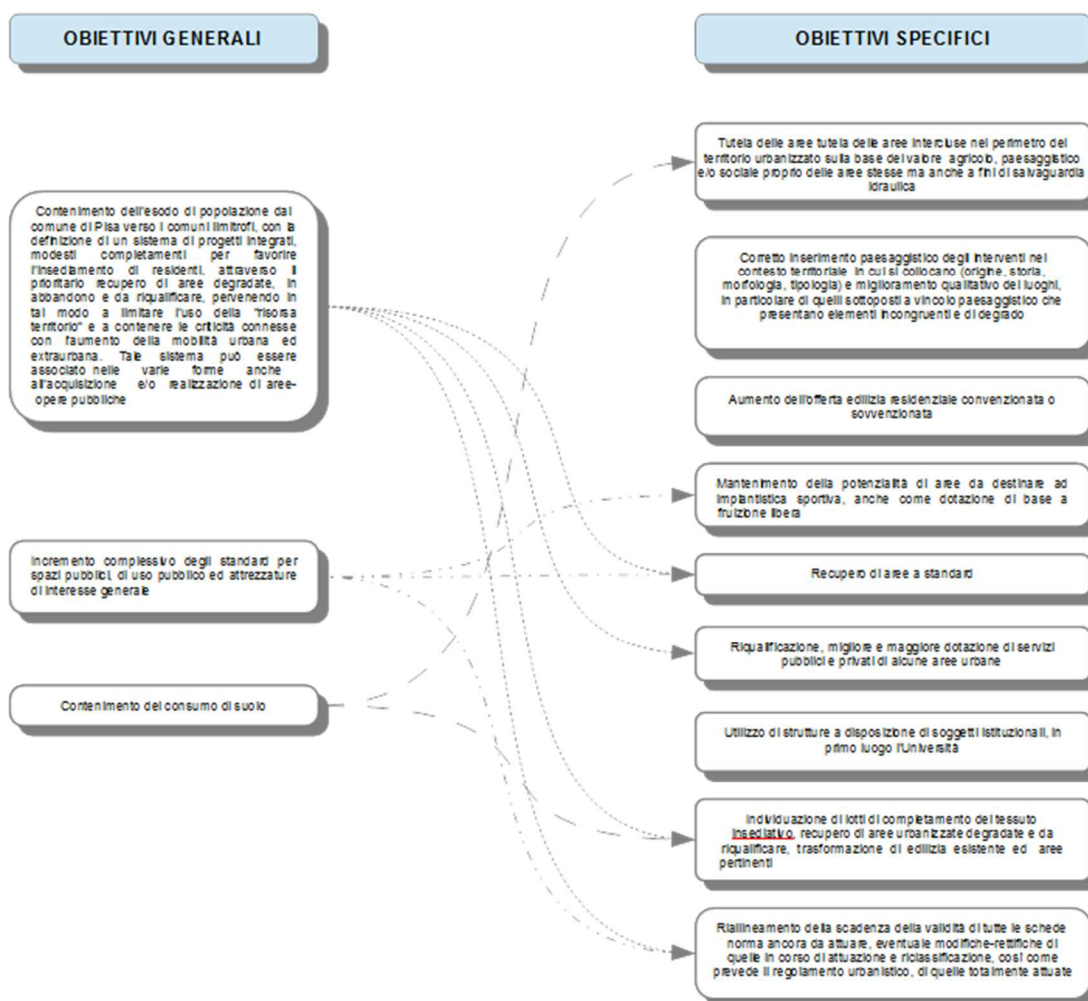 OBIETTIVI GENERALI
OBIETTIVI SPECIFICI
Contenimento dell'esodo di popolazione dal
comune di Pisa verso i comuni limitrofi, con la
definizione di un sistema di progetti integrati,
modesti completamenti per favorire
l'insediamento di residenti, attraverso il
prioritario recupero di aree degradate, in
abbandono e da riqualificare, pervenendo in
tal modo a limitare l'uso della "risorsa
territorio" e a contenere le criticità connesse
con l'aumento della mobilità urbana ed
extraurbana. Tale sistema può essere
associato nelle varie forme anche
all'acquisizione e/o realizzazione di aree-
opere pubbliche
Incremento complessivo degli standard per
spazi pubblici, di uso pubblico ed attrezzature
di interesse generale
Contenimento del consumo di suolo
Tutela delle aree tutela delle aree intercluse nel perimetro del
territorio urbanizzato sulla base del valore agricolo, paesaggistico
e/o sociale proprio delle aree stesse ma anche a fini di salvaguardia
idraulica
Corretto inserimento paesaggistico degli interventi nel
contesto territoriale in cui si collocano (origine, storia,
morfologia, tipologia) e miglioramento qualitativo dei luoghi,
in particolare di quelli sottoposti a vincolo paesaggistico che
presentano elementi incongruenti e di degrado
Aumento dell'offerta edilizia residenziale convenzionata o
sovvenzionata
Mantenimento della potenzialità di aree da destinare ad
impiantistica sportiva, anche come dotazione di base a
fruizione libera
Recupero di aree a standard
Riqualificazione, migliore e maggiore dotazione di servizi
pubblici e privati di alcune aree urbane
Utilizzo di strutture a disposizione di soggetti istituzionali, in
primo luogo l'Università
Individuazione di lotti di completamento del tessuto
insediativo, recupero di aree urbanizzate degradate e da
riqualificare, trasformazione di edilizia esistente ed aree
pertinenti
Riallineamento della scadenza della validità di tutte le schede
norma ancora da attuare, eventuale modifiche-rettifiche di
quelle in corso di attuazione e riclassificazione, così come
prevede il regolamento urbanistico, di quelle totalmente attuate